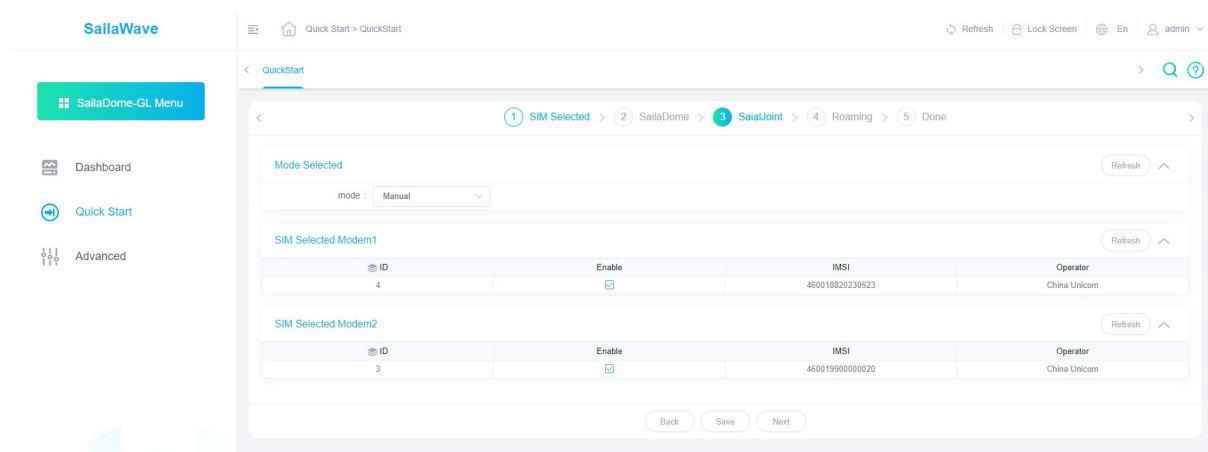 SailaWave
Quick Start > QuickStart
Refresh
Lock Screen
En
admin
QuickStart
SailaDome-GL Menu
1 SIM Selected > 2 SailaDome > 3 SaialJoint > 4 Roaming > 5 Done
Dashboard
Quick Start
Advanced
Mode Selected
Refresh
mode : Manual
SIM Selected Modem1
Refresh
ID Enable IMSI Operator
4 460018820230523 China Unicom
SIM Selected Modem2
Refresh
ID Enable IMSI Operator
3 460019900000020 China Unicom
Back Save Next